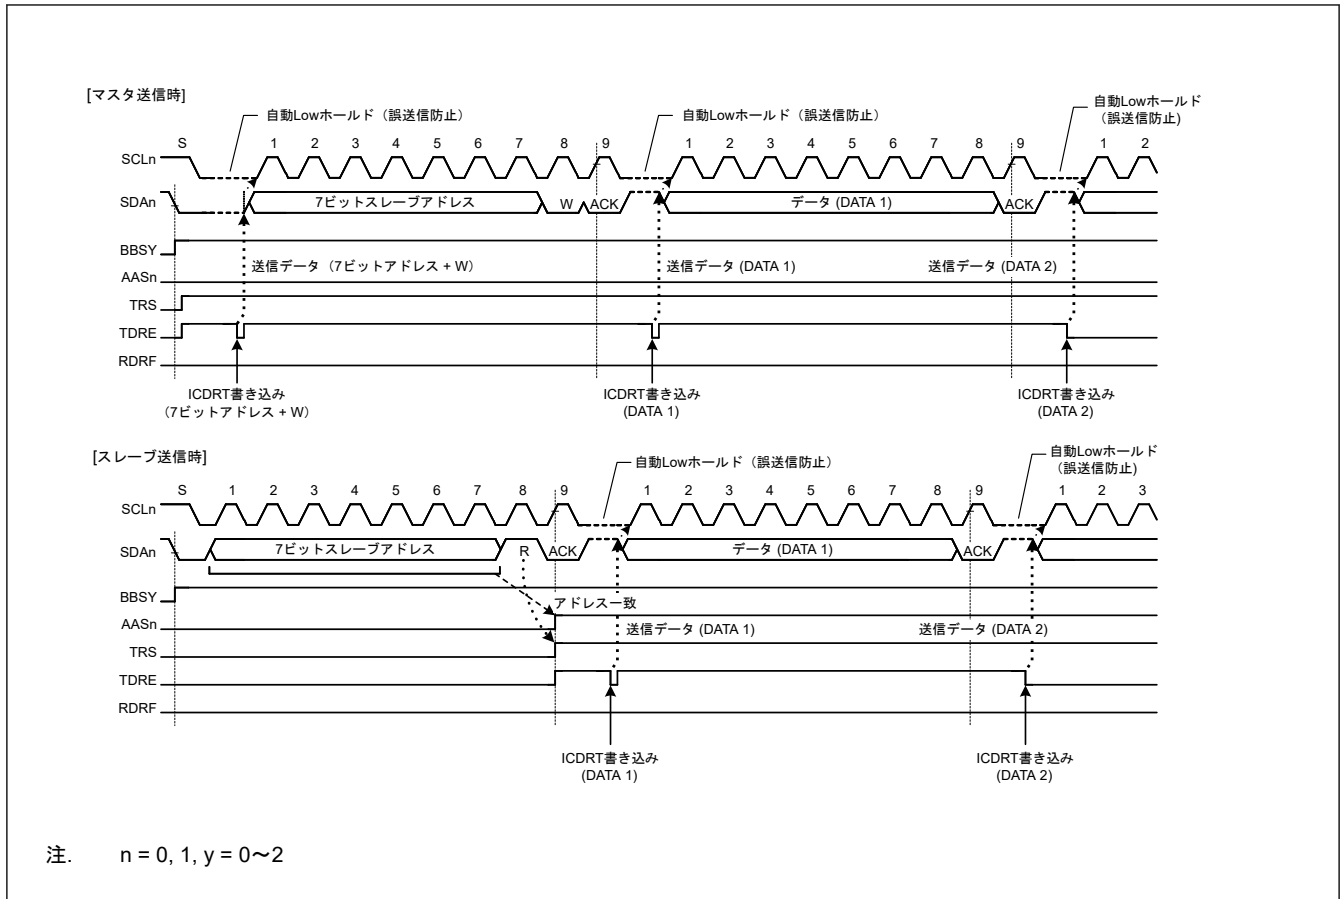 [マスタ送信時]
自動Lowホールド（誤送信防止）
自動Lowホールド（誤送信防止）
自動Lowホールド
（誤送信防止)
S 1 2 3 4 5 6 7 8 9 1 2 3 4 5 6 7 8 9 1 2
SCLn
SDAn 7ビットスレーブアドレス W ACK データ (DATA 1) ACK
BBSY
送信データ（7ビットアドレス + W） 送信データ (DATA 1) 送信データ (DATA 2)
AASn
TRS
TDRE
RDRF
ICDRT書き込み
（7ビットアドレス + W）
ICDRT書き込み
(DATA 1)
ICDRT書き込み
(DATA 2)
[スレーブ送信時]
自動Lowホールド（誤送信防止）
自動Lowホールド
（誤送信防止)
S 1 2 3 4 5 6 7 8 9 1 2 3 4 5 6 7 8 9 1 2 3
SCLn
SDAn 7ビットスレーブアドレス R ACK データ (DATA 1) ACK
BBSY
アドレス一致
AASn
送信データ (DATA 1) 送信データ (DATA 2)
TRS
TDRE
RDRF
ICDRT書き込み
(DATA 1)
ICDRT書き込み
(DATA 2)
注. n = 0, 1, y = 0～2